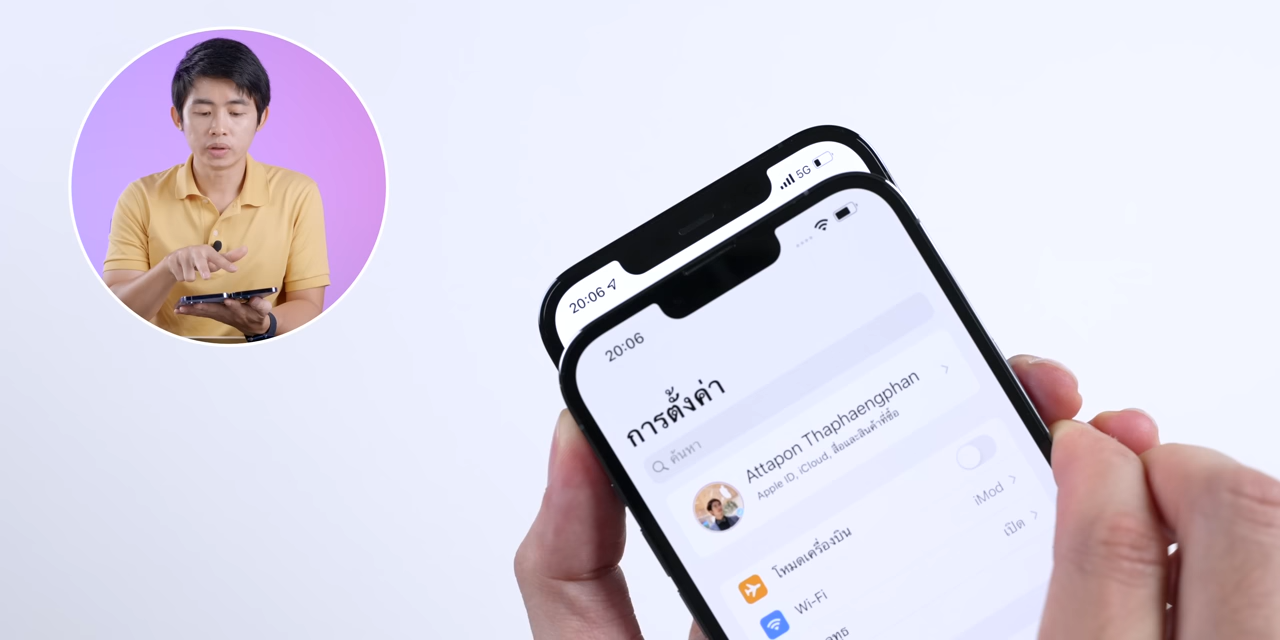 5G
20:06
20:06
การตั้งค่า
ค้นหา
Attapon Thaphaengphan
Apple ID, iCloud, สื่อและสินค้าที่ซื้อ
โหมดเครื่องบิน
Wi-Fi
iMod
เปิด